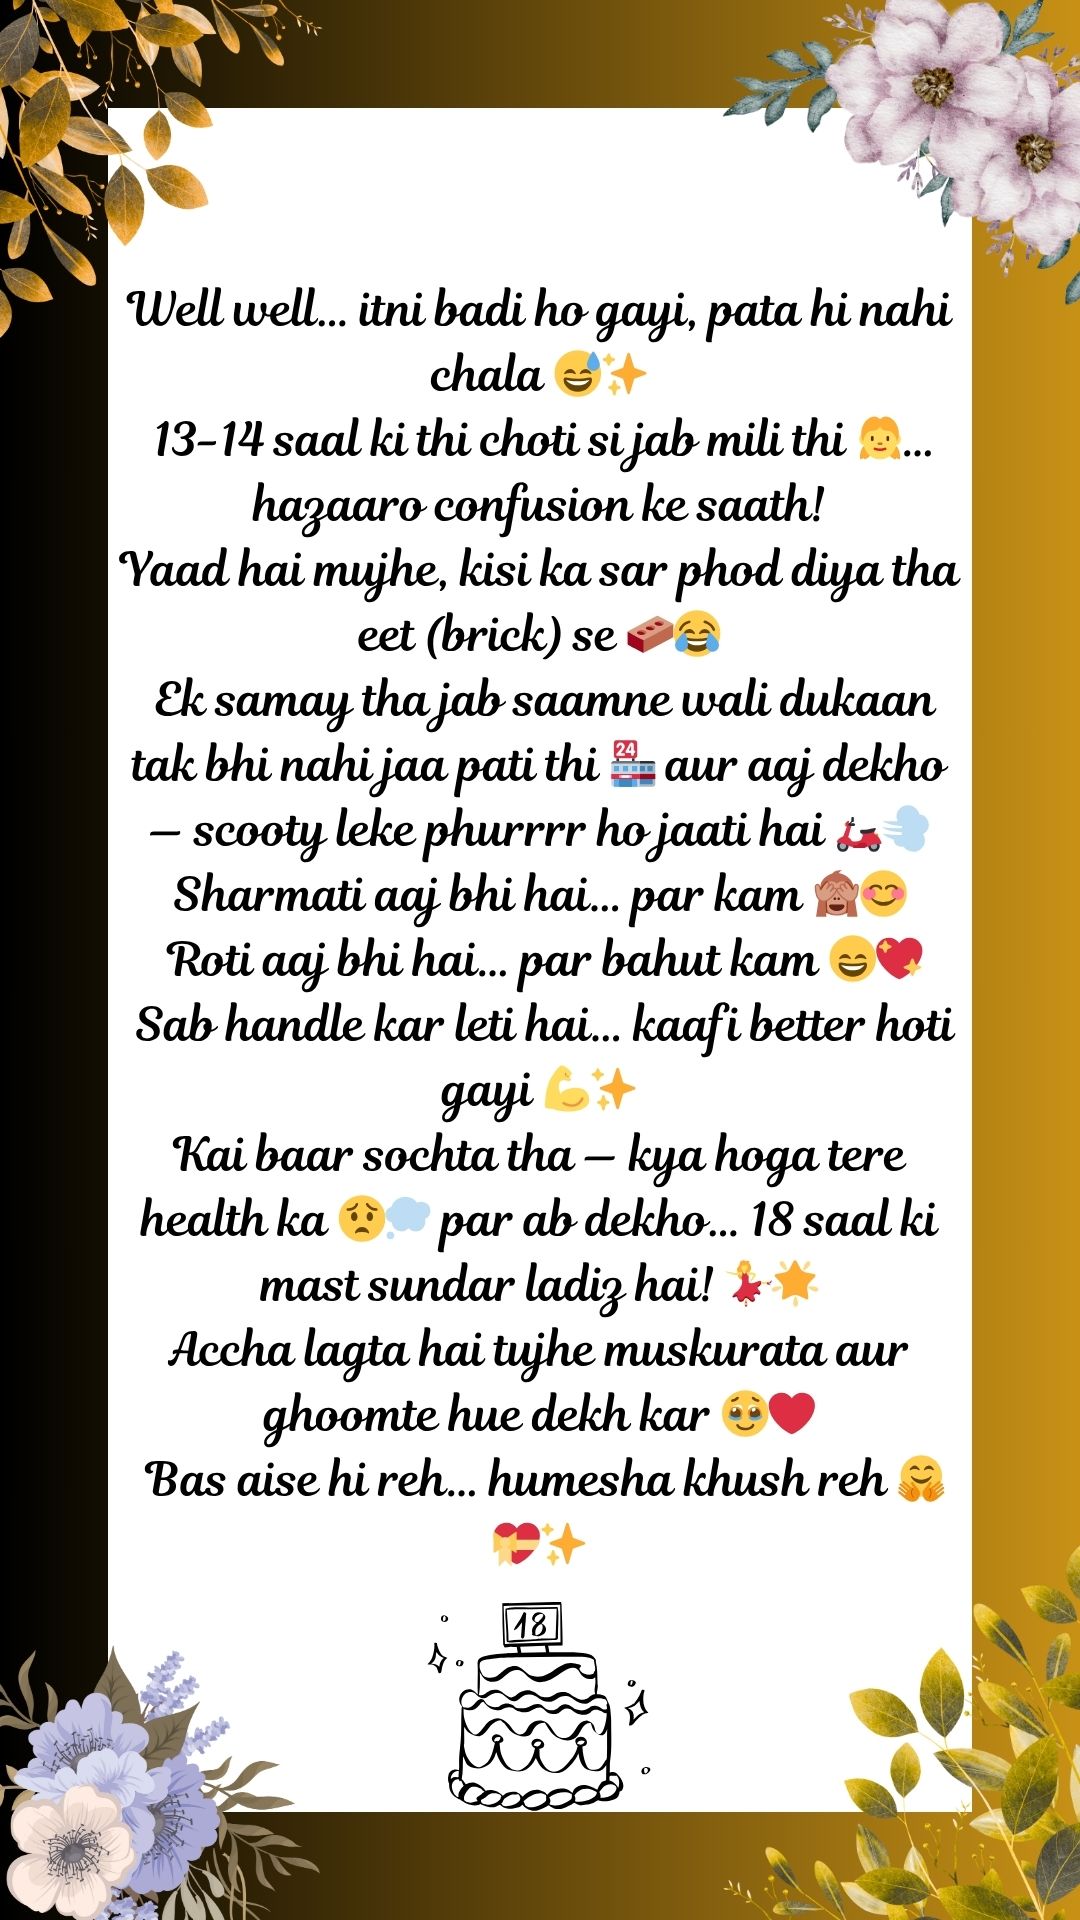 Well well... itni badi ho gayi, pata hi nahi
chala 😅✨
13-14 saal ki thi choti si jab mili thi 👧...
hazaaro confusion ke saath!
Yaad hai mujhe, kisi ka sar phod diya tha
eet (brick) se 🧱😂
Ek samay tha jab saamne wali dukaan
tak bhi nahi jaa pati thi 🏪 aur aaj dekho
— scooty leke phurrrr ho jaati hai 🛵💨
Sharmati aaj bhi hai... par kam 🙈😊
Roti aaj bhi hai... par bahut kam 😄💖
Sab handle kar leti hai... kaafi better hoti
gayi 💪✨
Kai baar sochta tha — kya hoga tere
health ka 😟💭 par ab dekho... 18 saal ki
mast sundar ladiz hai! 💃🌟
Accha lagta hai tujhe muskurata aur
ghoomte hue dekh kar 🥹❤️
Bas aise hi reh... humesha khush reh 🤗
💝✨
18